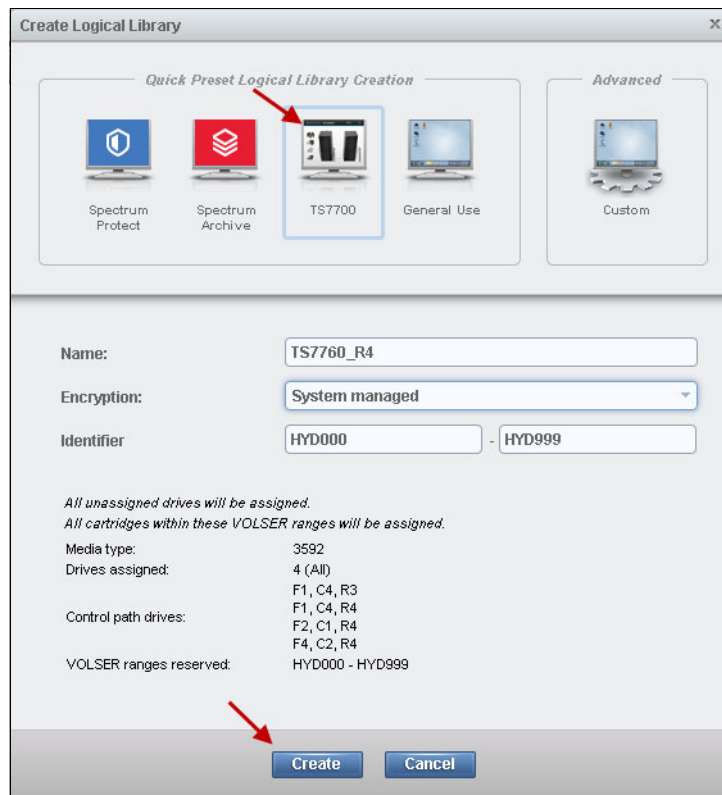 Create Logical Library x
Quick Preset Logical Library Creation
Advanced
Spectrum Protect
Spectrum Archive
TS7700
General Use
Custom
Name: TS7760_R4
Encryption: System managed
Identifier HYD000 - HYD999
All unassigned drives will be assigned.
All cartridges within these VOLSER ranges will be assigned.
Media type: 3592
Drives assigned: 4 (All)
Control path drives: F1, C4, R3
F1, C4, R4
F2, C1, R4
F4, C2, R4
VOLSER ranges reserved: HYD000 - HYD999
Create Cancel